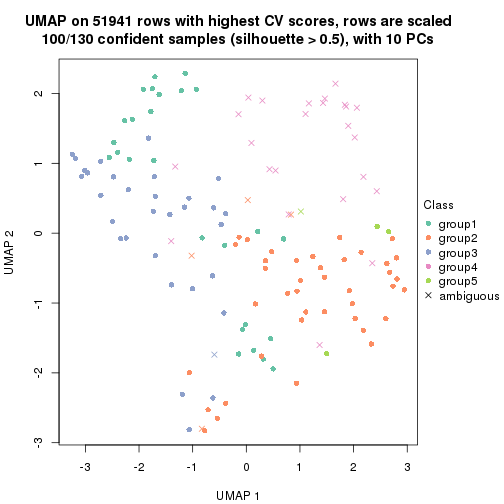 UMAP on 51941 rows with highest CV scores, rows are scaled
100/130 confident samples (silhouette > 0.5), with 10 PCs
2
1
0
-1
-2
-3
UMAP 2
-3
-2
-1
0
1
2
3
UMAP 1
Class
group1
group2
group3
group4
group5
ambiguous